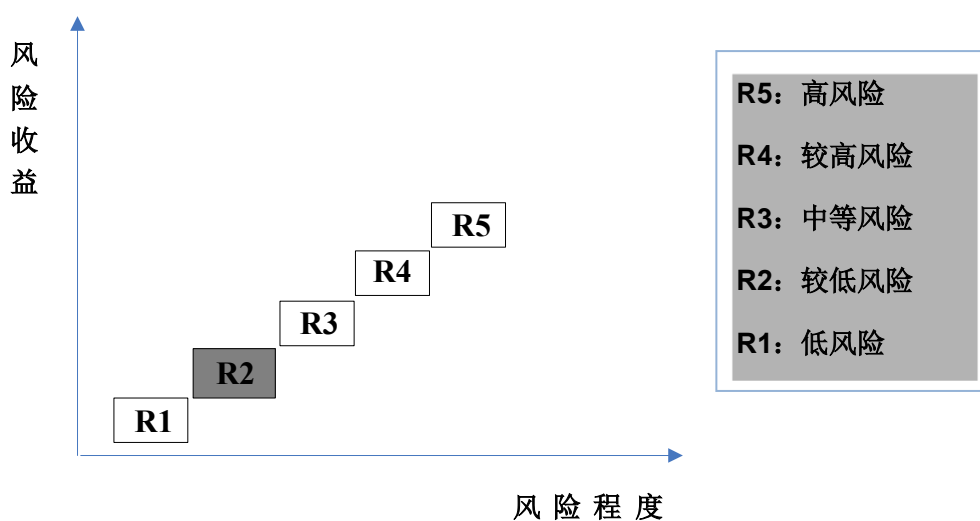 风险收益
R5：高风险
R4：较高风险
R3：中等风险
R2：较低风险
R1：低风险
R5
R4
R3
R2
R1
风 险 程 度